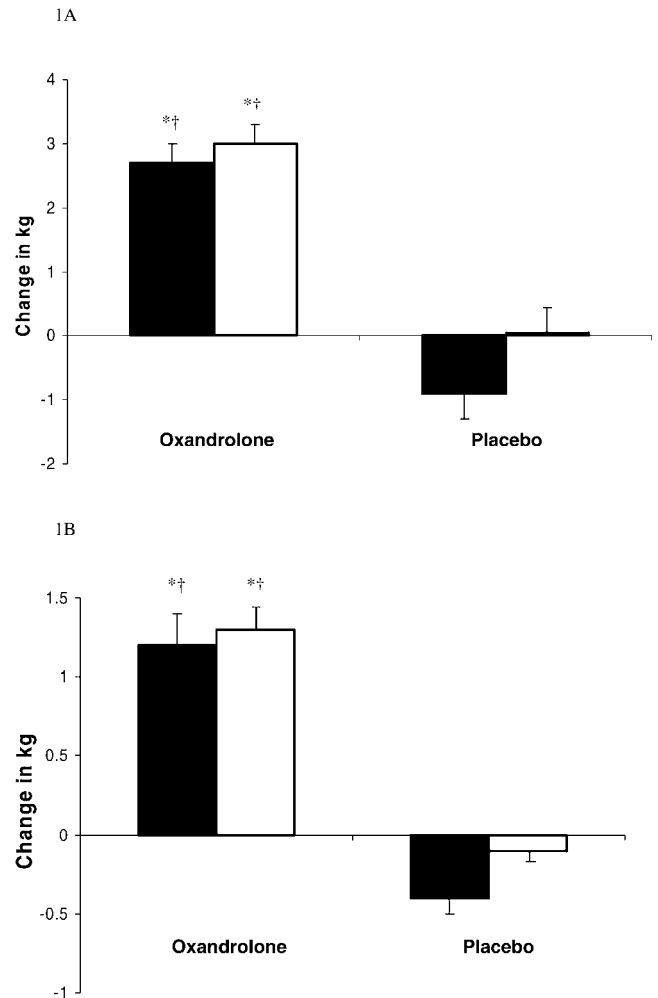 1A
4
*† *†
3
2
1
0
-1
-2
Change in kg
Oxandrolone Placebo
1B
*† *†
1.5
1
0.5
0
-0.5
-1
Change in kg
Oxandrolone Placebo